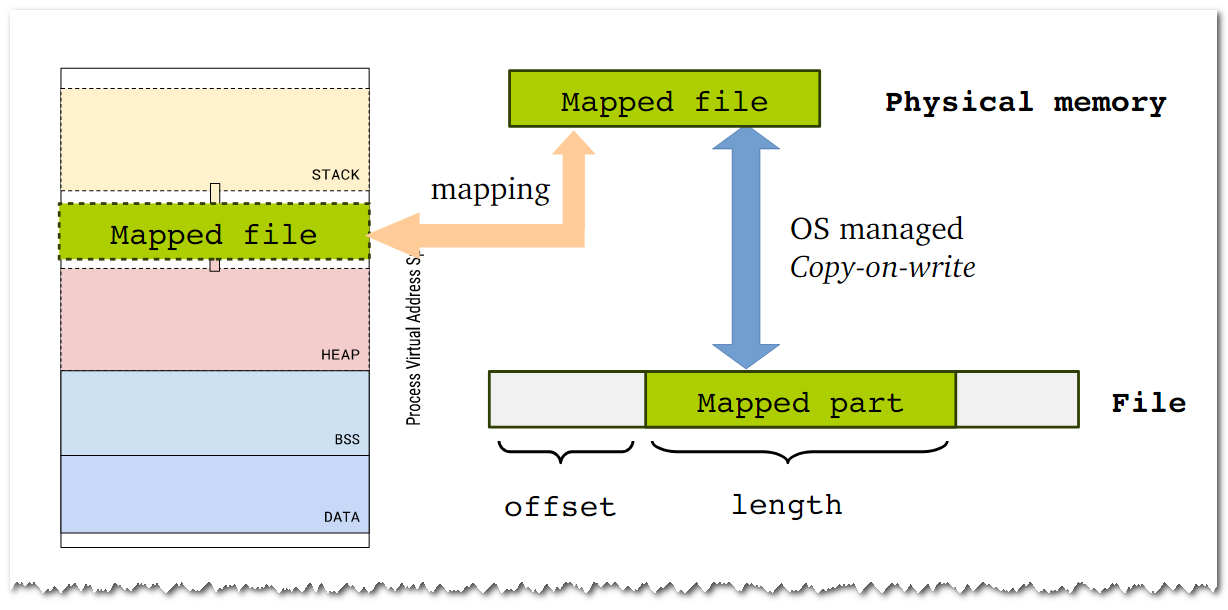 Mapped file
Physical memory
STACK
mapping
Mapped file
OS managed
Copy-on-write
Process Virtual Address
HEAP
Mapped part
File
BSS
offset
length
DATA